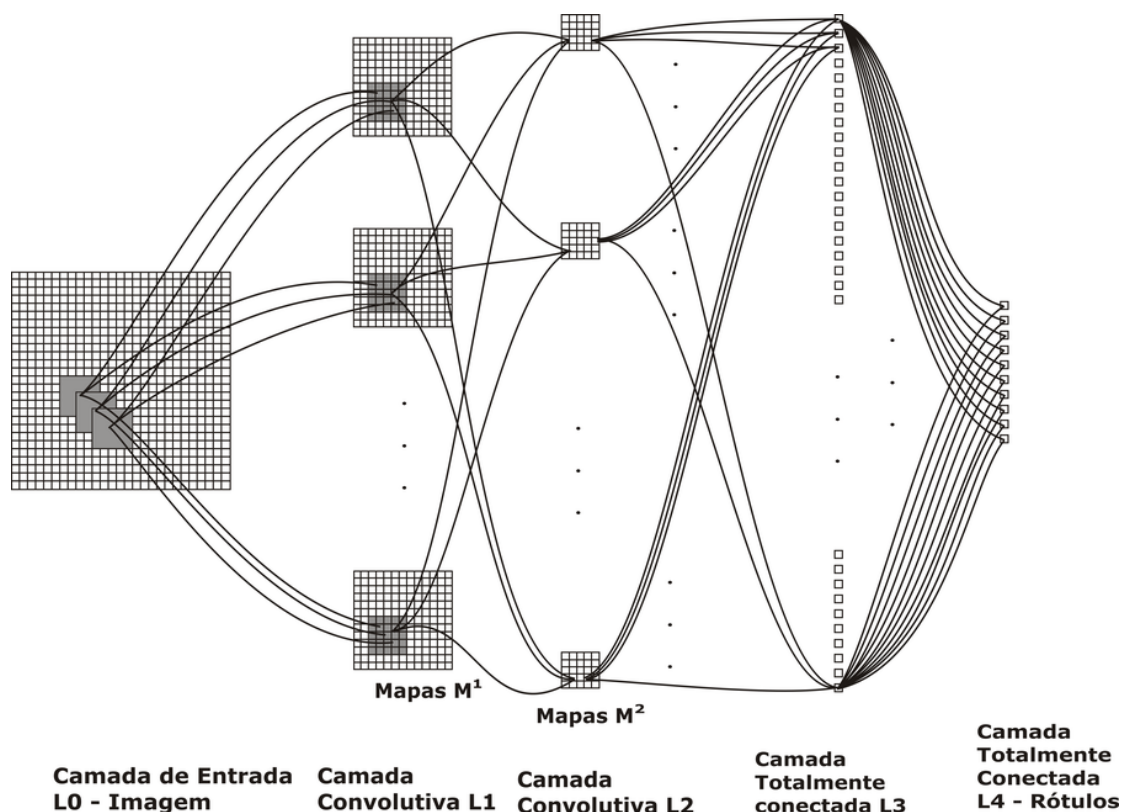 Mapas M¹
Mapas M²
Camada de Entrada
L0 - Imagem
Camada
Convolutiva L1
Camada
Convolutiva L2
Camada
Totalmente
conectada L3
Camada
Totalmente
Conectada
L4 - Rótulos